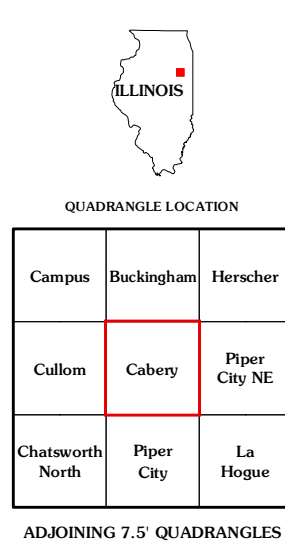 ILLINOIS
QUADRANGLE LOCATION
Campus
Buckingham
Herscher
Cullom
Cabery
Piper
City NE
Chatsworth
North
Piper
City
La
Hogue
ADJOINING 7.5' QUADRANGLES